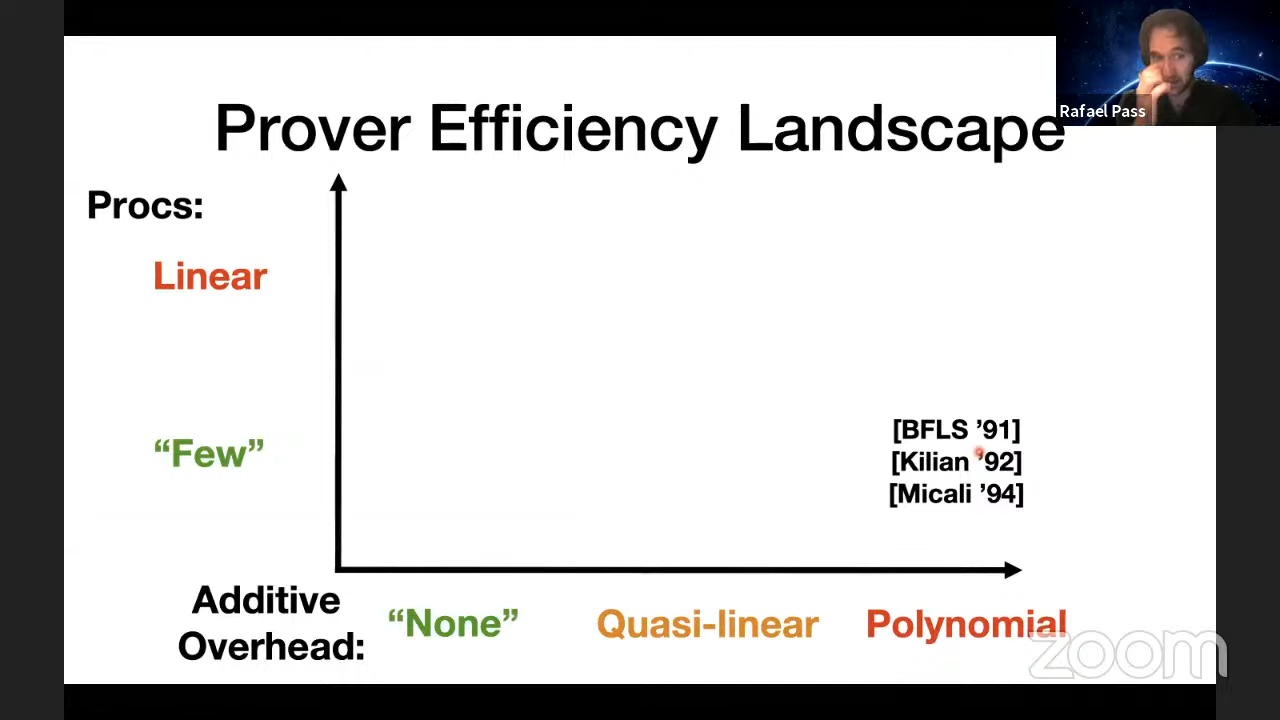 Rafael Pass
Prover Efficiency Landscape
Procs:
Linear
“Few”
[BFLS ’91]
[Kilian ’92]
[Micali ’94]
Additive
Overhead:
“None”
Quasi-linear
Polynomial
zoom